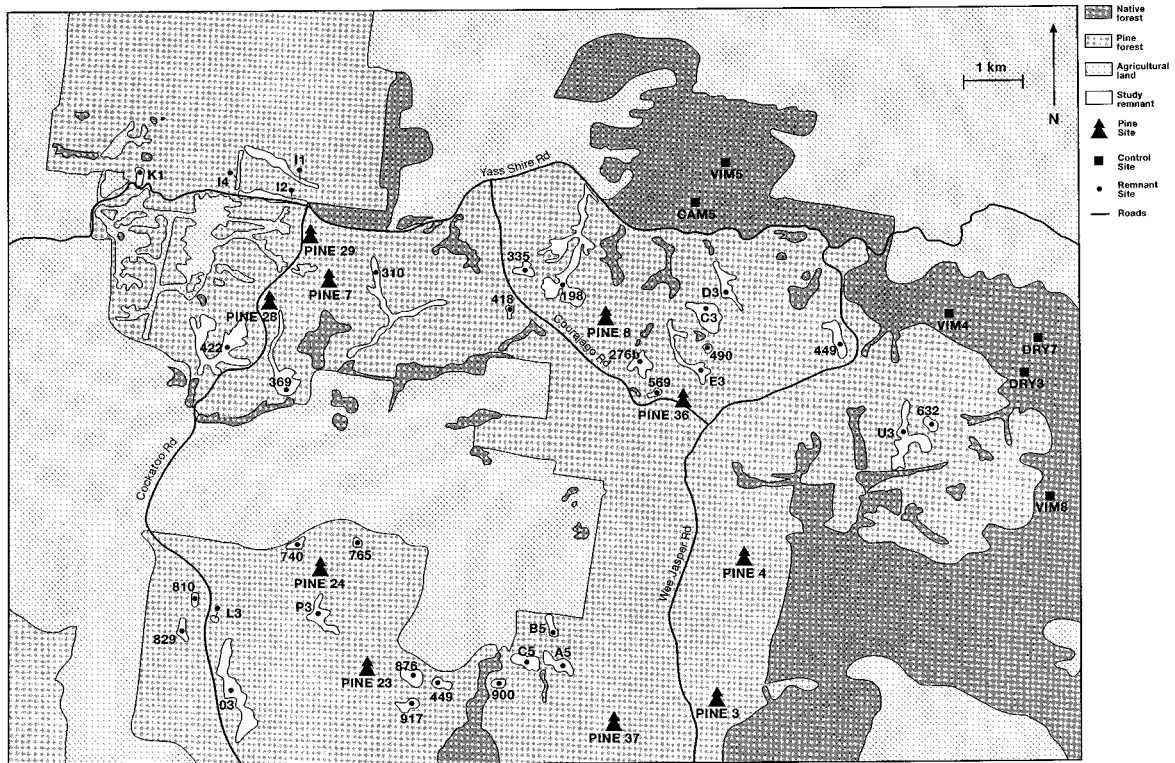 Native
forest
Pine
forest
Agricultural
land
Study
remnant
Pine
Site
Control
Site
Remnant
Site
Roads
1 km
N
Yass Shire Rd
VIM5
CAM5
K1
I4
I1
I2
PINE 29
PINE 7
PINE 28
310
335
418
198
PINE 8
D3
C3
490
276b
E3
569
PINE 36
449
VIM4
DRY7
DRY3
U3
632
VIM8
422
369
Cockatoo Rd
Wee Jasper Rd
740
765
PINE 24
PINE 4
810
L3
P3
829
B5
C5
A5
PINE 23
876
449
900
917
03
PINE 37
PINE 3